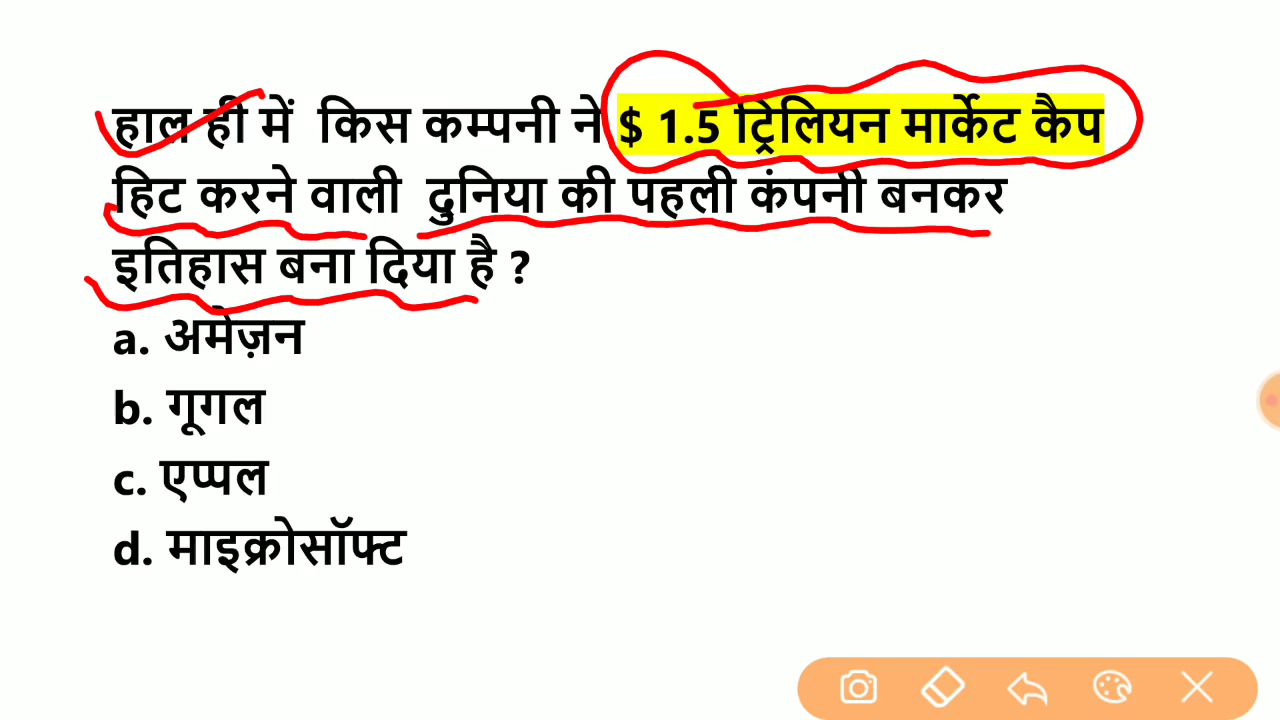 हाल ही में किस कम्पनी ने $ 1.5 ट्रिलियन मार्केट कैप
हिट करने वाली दुनिया की पहली कंपनी बनकर
इतिहास बना दिया है ?
a. अमेज़न
b. गूगल
c. एप्पल
d. माइक्रोसॉफ्ट